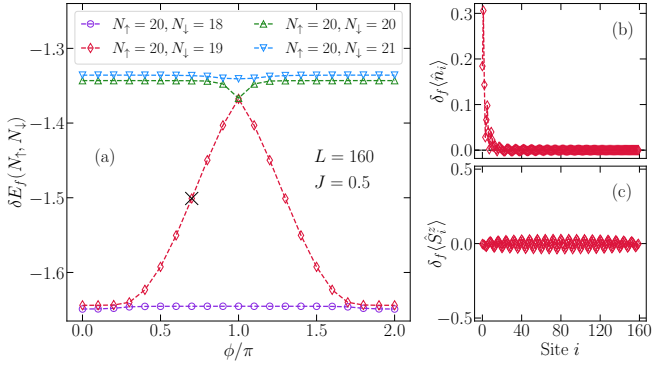 N↑ = 20, N↓ = 18
N↑ = 20, N↓ = 19
N↑ = 20, N↓ = 20
N↑ = 20, N↓ = 21
(a)
L = 160
J = 0.5
δE_f(N↑, N↓)
−1.3
−1.4
−1.5
−1.6
0.0 0.5 1.0 1.5 2.0
ϕ/π
(b)
δ_f⟨n̂_i⟩
0.3
0.2
0.1
0.0
(c)
δ_f⟨Ŝ_i^z⟩
0.5
0.0
−0.5
0 40 80 120 160
Site i